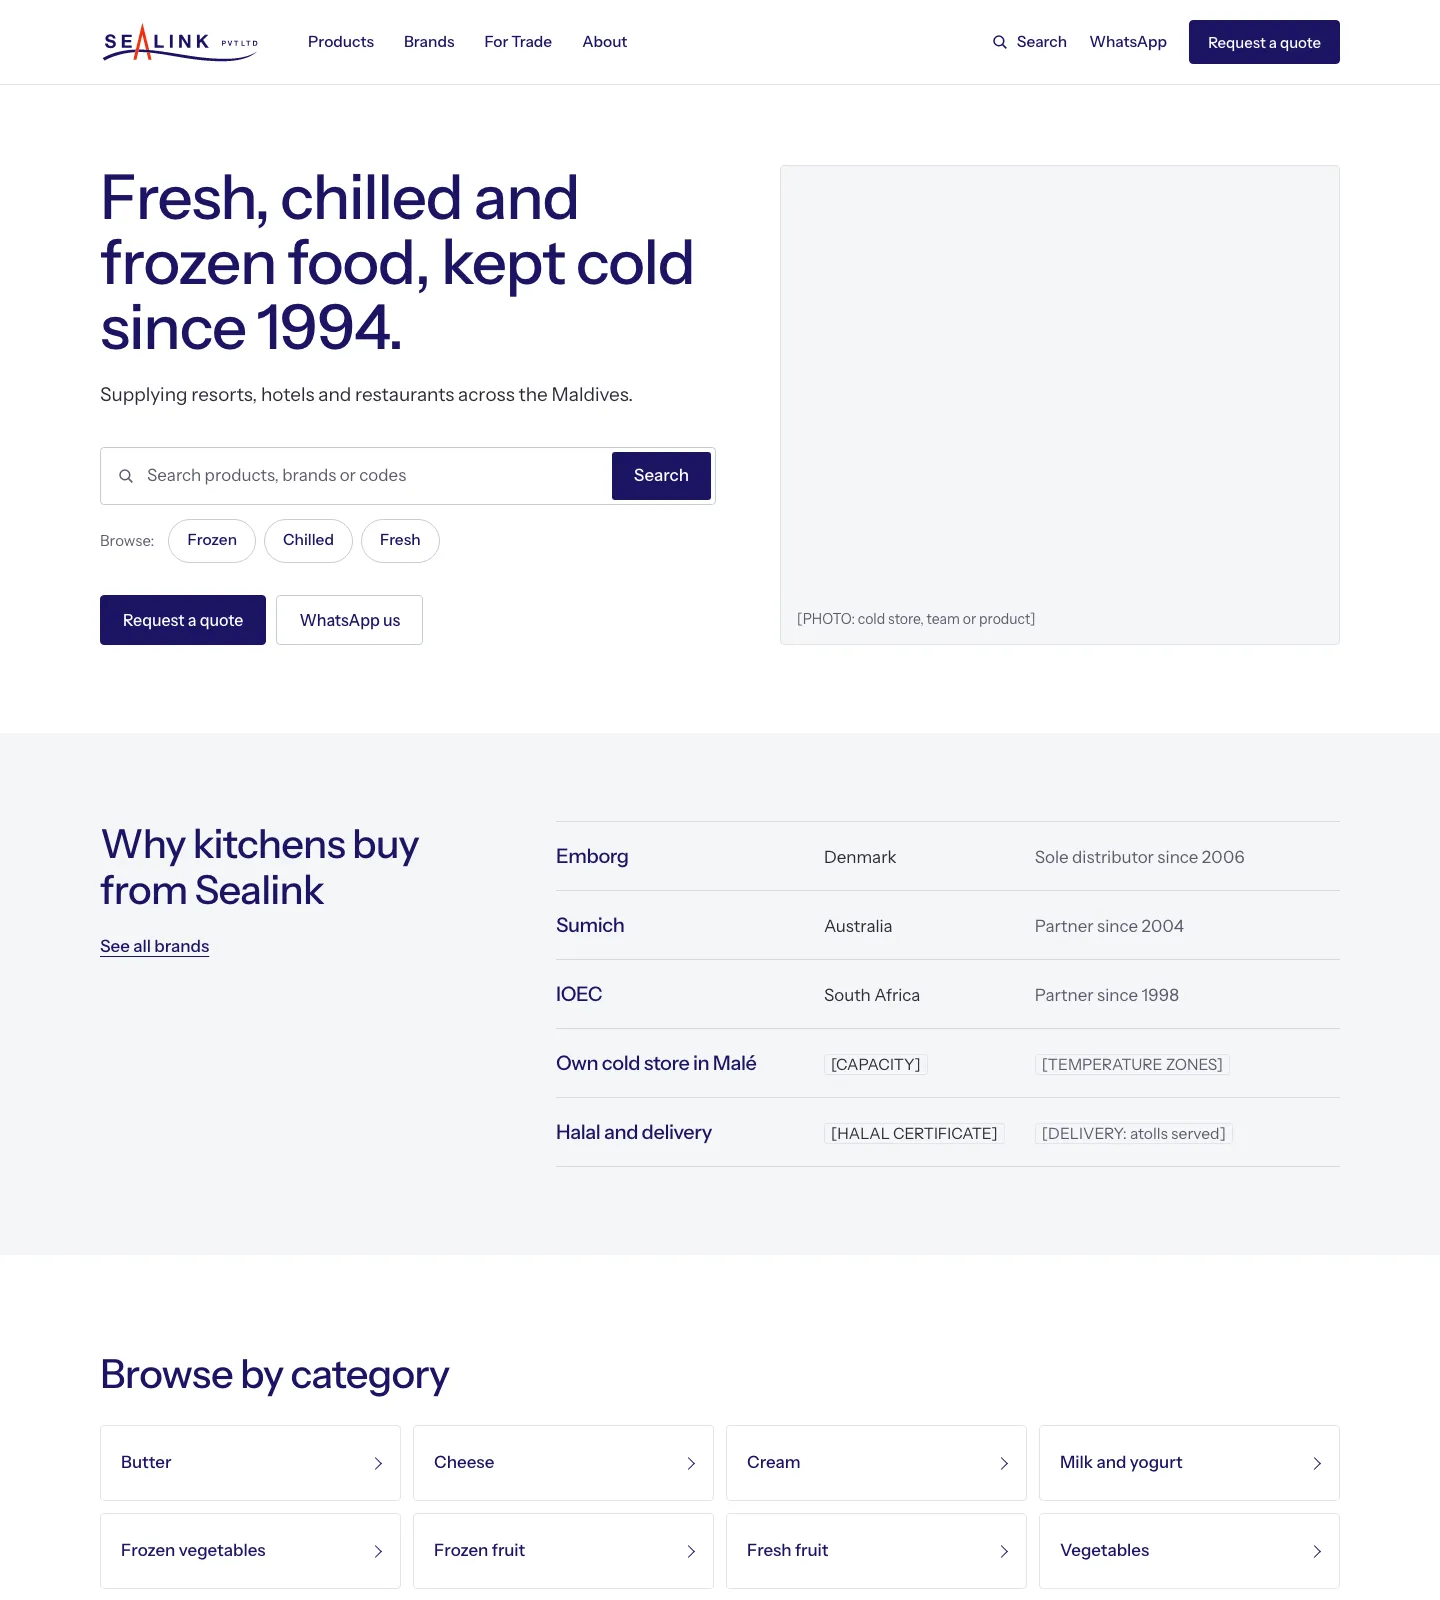 SEALINK PVT LTD
Products
Brands
For Trade
About
Search
WhatsApp
Request a quote
Fresh, chilled and
frozen food, kept cold
since 1994.
Supplying resorts, hotels and restaurants across the Maldives.
Search products, brands or codes
Search
Browse:
Frozen
Chilled
Fresh
Request a quote
WhatsApp us
[PHOTO: cold store, team or product]
Why kitchens buy
from Sealink
See all brands
Emborg
Denmark
Sole distributor since 2006
Sumich
Australia
Partner since 2004
IOEC
South Africa
Partner since 1998
Own cold store in Malé
[CAPACITY]
[TEMPERATURE ZONES]
Halal and delivery
[HALAL CERTIFICATE]
[DELIVERY: atolls served]
Browse by category
Butter
Cheese
Cream
Milk and yogurt
Frozen vegetables
Frozen fruit
Fresh fruit
Vegetables